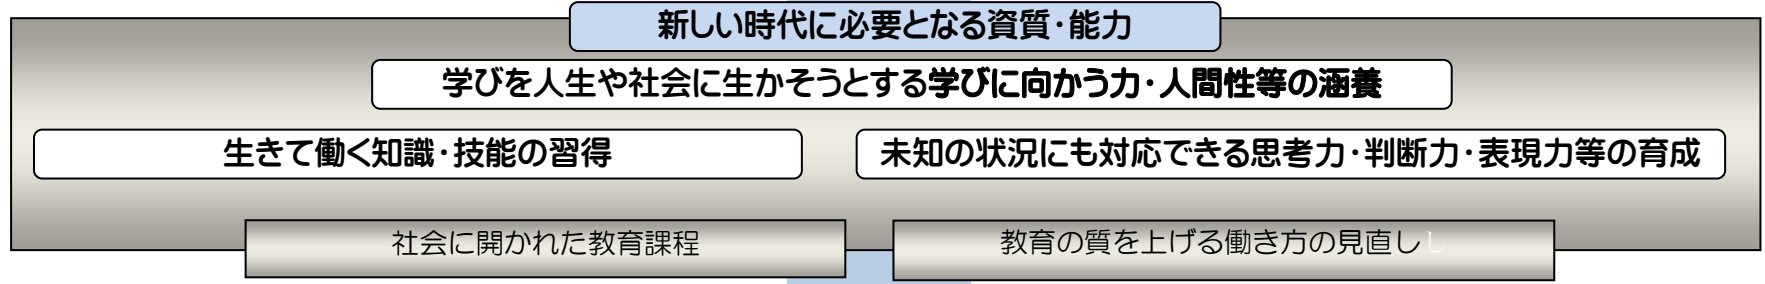 新しい時代に必要となる資質・能力
学びを人生や社会に生かそうとする学びに向かう力・人間性等の涵養
生きて働く知識・技能の習得
未知の状況にも対応できる思考力・判断力・表現力等の育成
社会に開かれた教育課程
教育の質を上げる働き方の見直しし